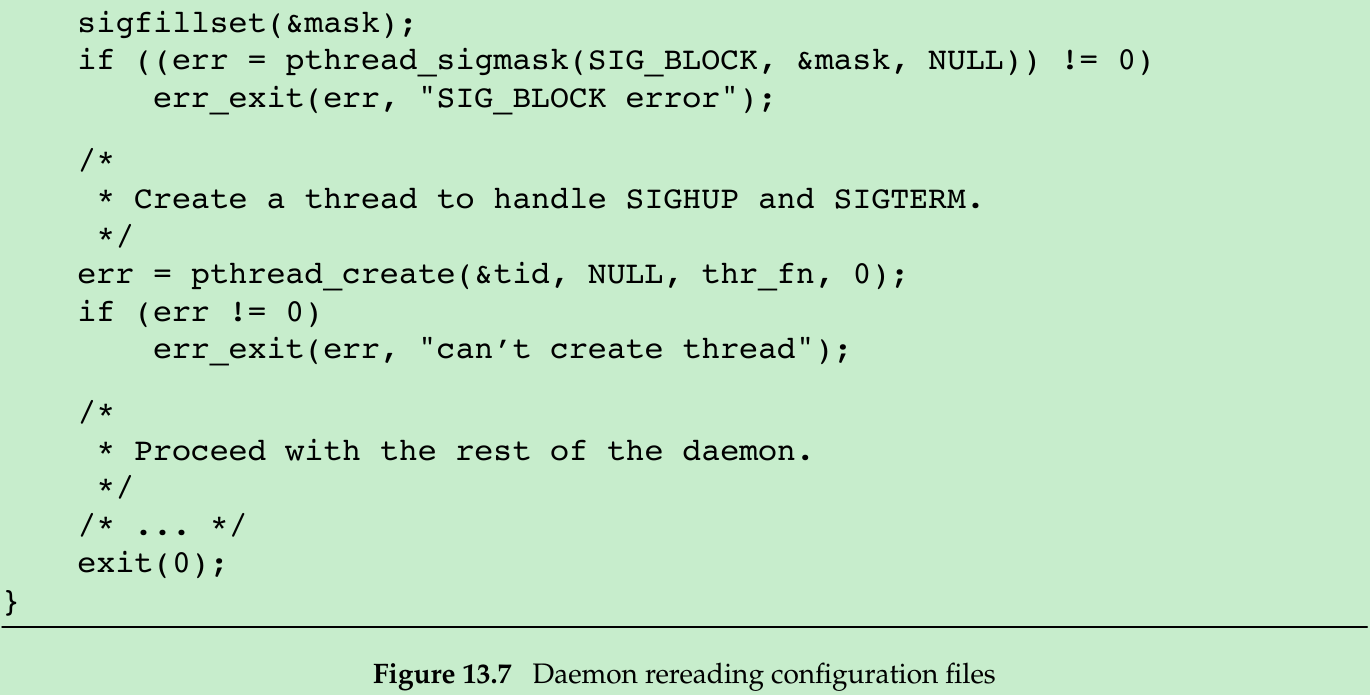 sigfillset(&mask);
if ((err = pthread_sigmask(SIG_BLOCK, &mask, NULL)) != 0)
err_exit(err, "SIG_BLOCK error");
/*
* Create a thread to handle SIGHUP and SIGTERM.
*/
err = pthread_create(&tid, NULL, thr_fn, 0);
if (err != 0)
err_exit(err, "can’t create thread");
/*
* Proceed with the rest of the daemon.
*/
/* ... */
exit(0);
}
Figure 13.7 Daemon rereading configuration files